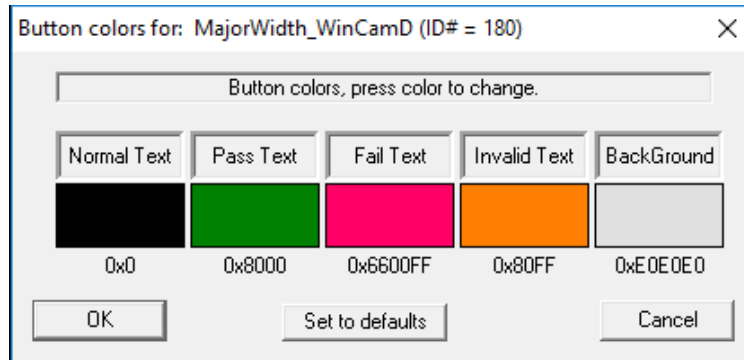 Button colors for: MajorWidth_WinCamD (ID# = 180)
Button colors, press color to change.
Normal Text Pass Text Fail Text Invalid Text BackGround
0x0 0x8000 0x6600FF 0x80FF 0xE0E0E0
OK Set to defaults Cancel